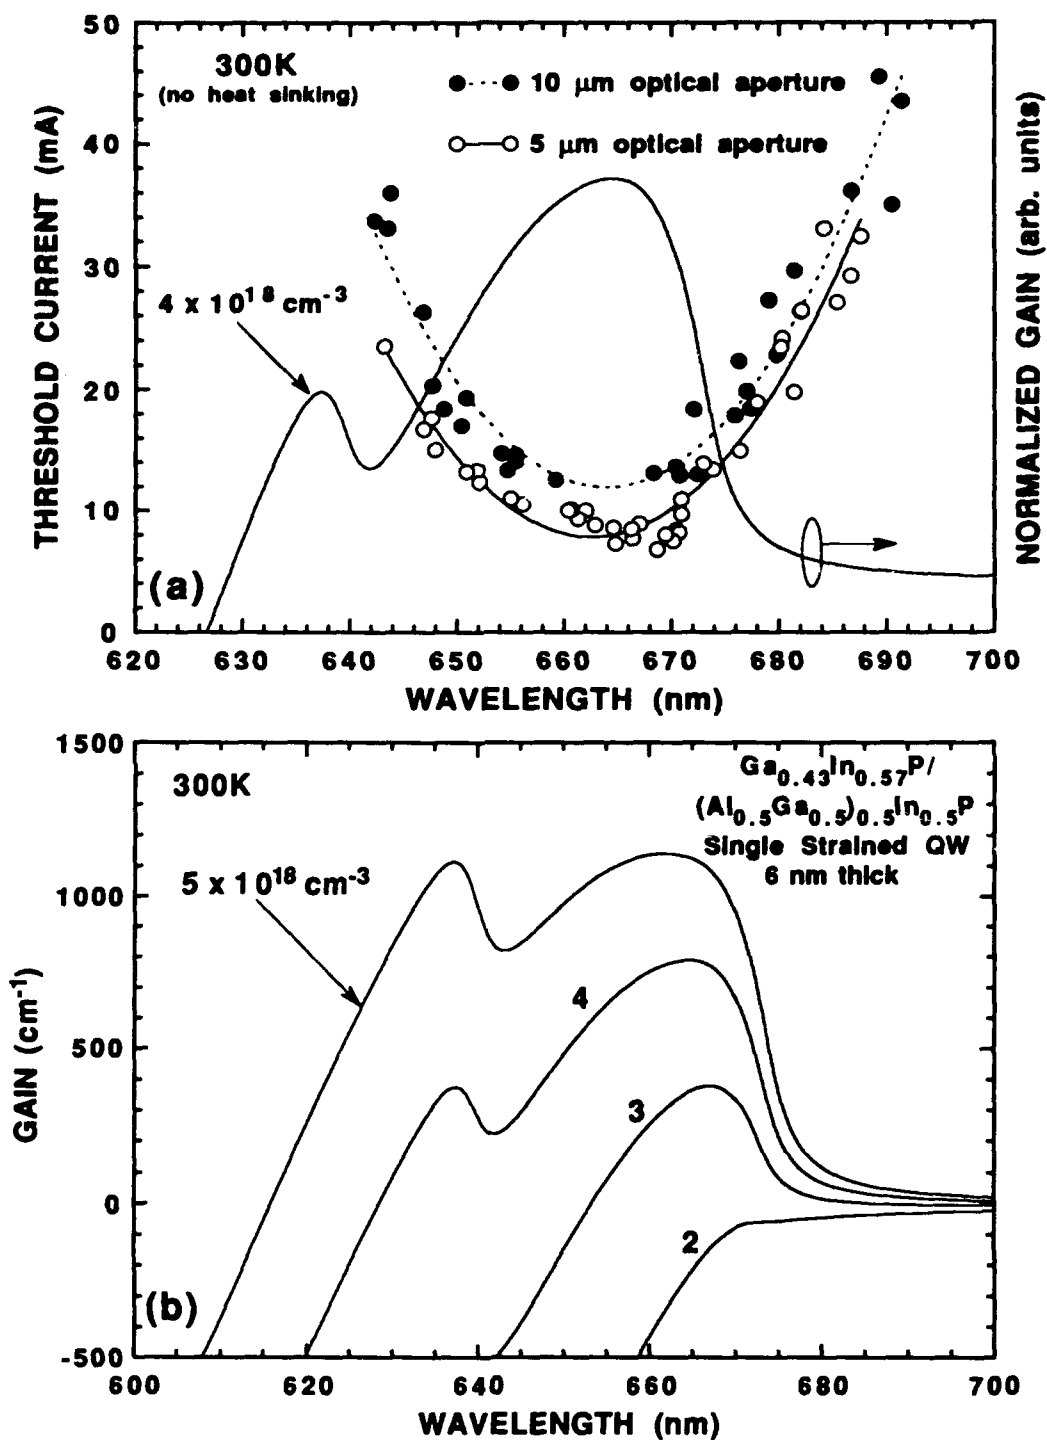 50
40
30
20
10
0
THRESHOLD CURRENT (mA)
300K
(no heat sinking)
10 μm optical aperture
5 μm optical aperture
4 x 10¹⁸ cm⁻³
(a)
NORMALIZED GAIN (arb. units)
620 630 640 650 660 670 680 690 700
WAVELENGTH (nm)
1500
1000
500
0
-500
GAIN (cm⁻¹)
300K
5 x 10¹⁸ cm⁻³
Ga₀.₄₃In₀.₅₇P/
(Al₀.₅Ga₀.₅)₀.₅In₀.₅P
Single Strained QW
6 nm thick
4
3
2
(b)
600 620 640 660 680 700
WAVELENGTH (nm)